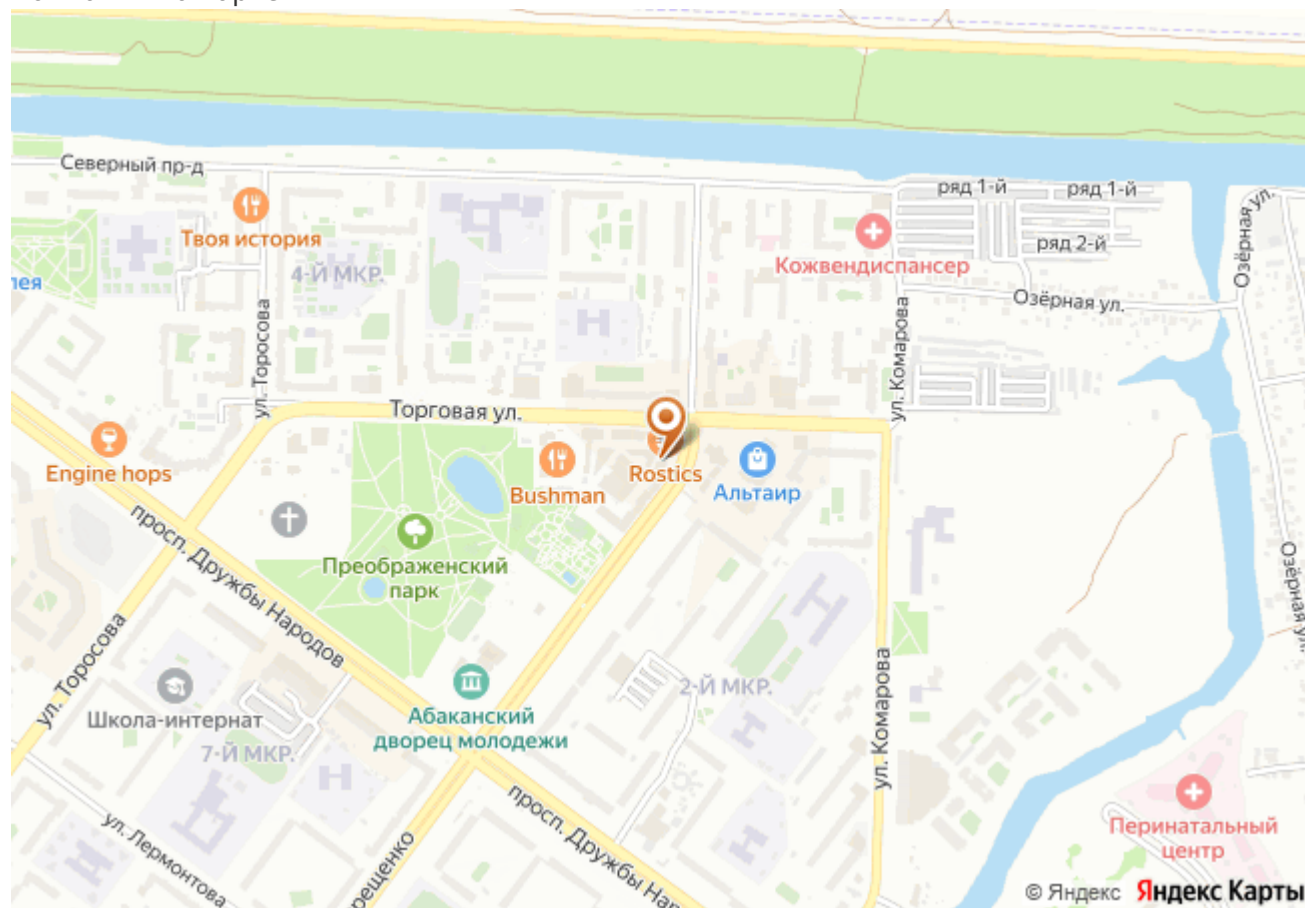 Северный пр-д
ряд 1-й
ряд 1-й
Озёрная ул.
Твоя история
ряд 2-й
4-Й МКР.
Кожвендиспансер
Озёрная ул.
ул. Торосова
ул. Комарова
Торговая ул.
Engine hops
Bushman
Rostics
Альтаир
просп. Дружбы Народов
Преображенский
парк
Озёрная ул.
ул. Торосова
Школа-интернат
7-Й МКР.
Абаканский
дворец молодежи
2-Й МКР.
ул. Комарова
просп. Дружбы
ул. Лермонтова
Перинатальный
центр
© Яндекс Яндекс Карты